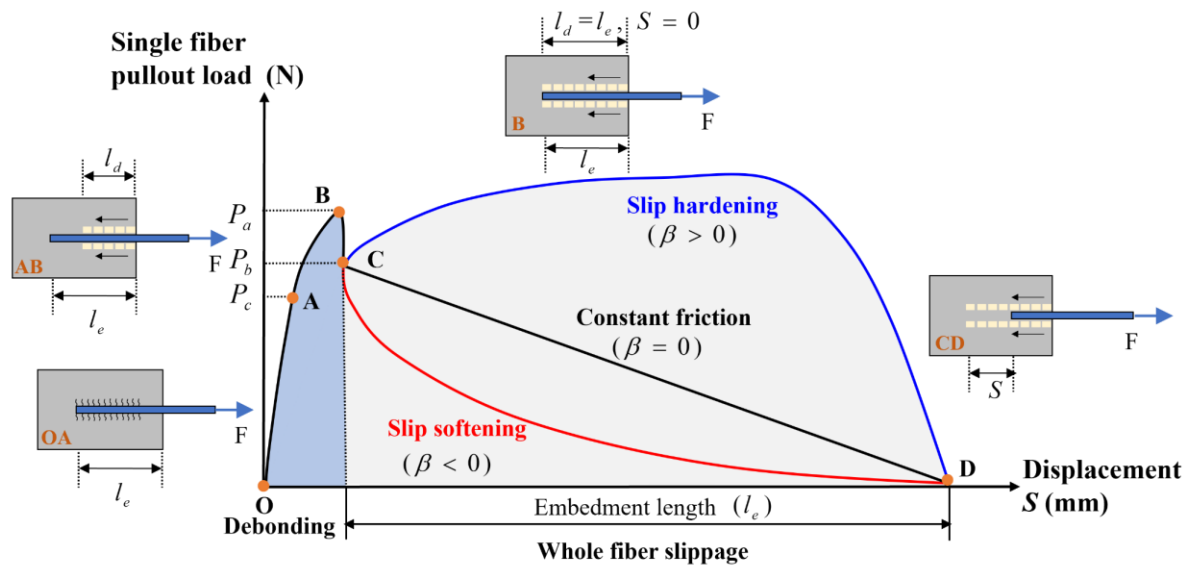 l_d = l_e, S = 0
Single fiber
pullout load (N)
B
F
l_e
l_d
AB
F
l_e
P_a
P_b
P_c
B
C
A
Slip hardening
(β > 0)
Constant friction
(β = 0)
Slip softening
(β < 0)
CD
F
S
OA
F
l_e
D
Displacement
S (mm)
O
Debonding
Embedment length (l_e)
Whole fiber slippage